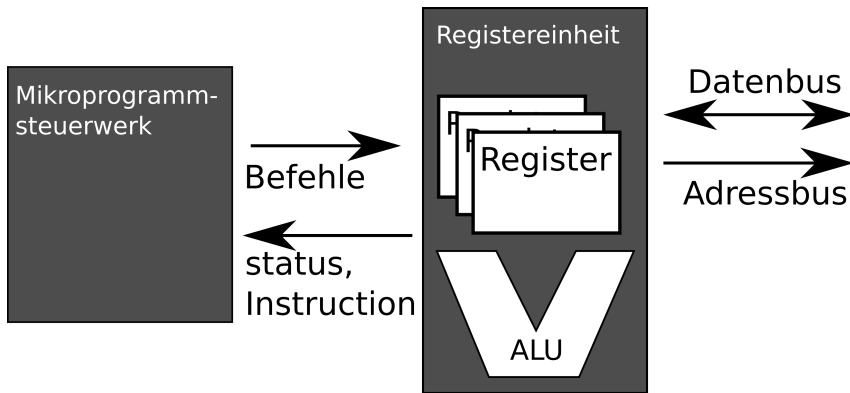 Mikroprogramm-
steuerwerk
Befehle
status,
Instruction
Registereinheit
Register
ALU
Datenbus
Adressbus